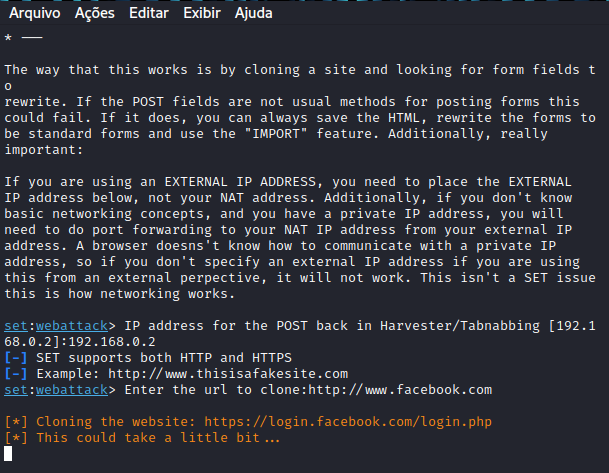 Arquivo Ações Editar Exibir Ajuda
* ---
The way that this works is by cloning a site and looking for form fields t
o
rewrite. If the POST fields are not usual methods for posting forms this
could fail. If it does, you can always save the HTML, rewrite the forms to
be standard forms and use the "IMPORT" feature. Additionally, really
important:
If you are using an EXTERNAL IP ADDRESS, you need to place the EXTERNAL
IP address below, not your NAT address. Additionally, if you don't know
basic networking concepts, and you have a private IP address, you will
need to do port forwarding to your NAT IP address from your external IP
address. A browser doesns't know how to communicate with a private IP
address, so if you don't specify an external IP address if you are using
this from an external perpective, it will not work. This isn't a SET issue
this is how networking works.
set:webattack> IP address for the POST back in Harvester/Tabnabbing [192.1
68.0.2]:192.168.0.2
[-] SET supports both HTTP and HTTPS
[-] Example: http://www.thisisafakesite.com
set:webattack> Enter the url to clone:http://www.facebook.com
[*] Cloning the website: https://login.facebook.com/login.php
[*] This could take a little bit...